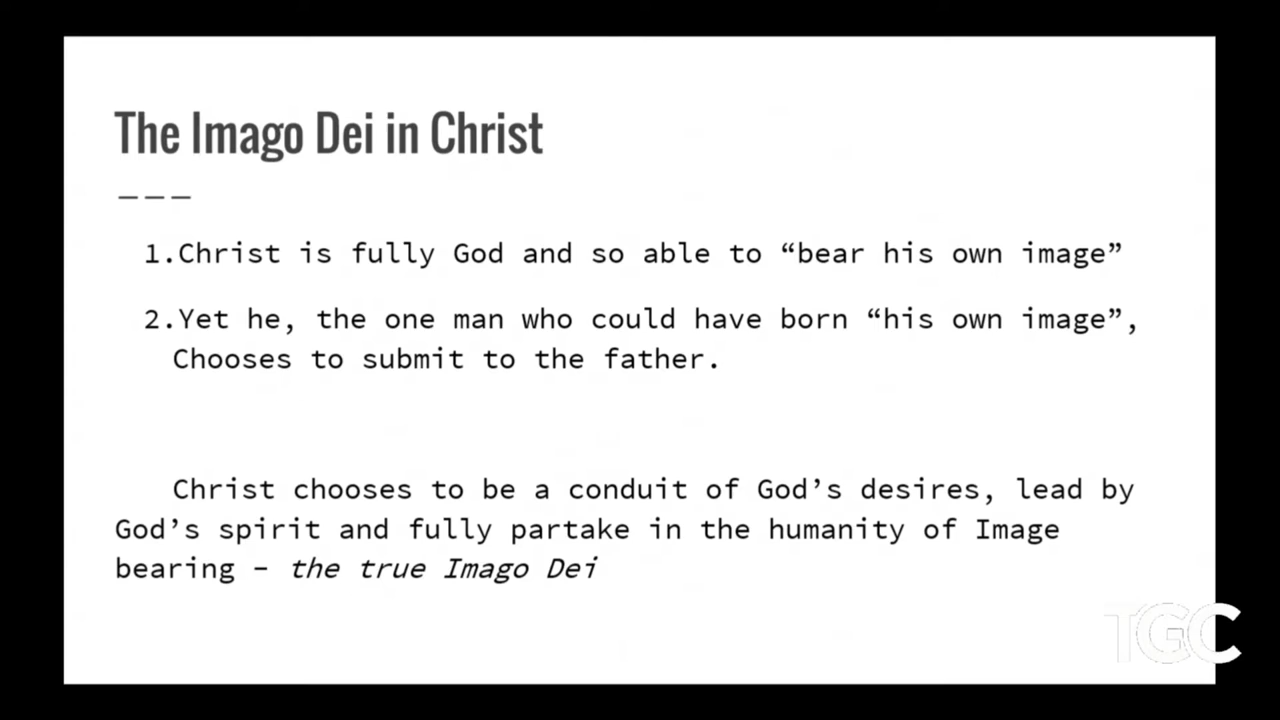 The Imago Dei in Christ
———
1.Christ is fully God and so able to “bear his own image”
2.Yet he, the one man who could have born “his own image”,
Chooses to submit to the father.
Christ chooses to be a conduit of God’s desires, lead by
God’s spirit and fully partake in the humanity of Image
bearing – the true Imago Dei
TGC